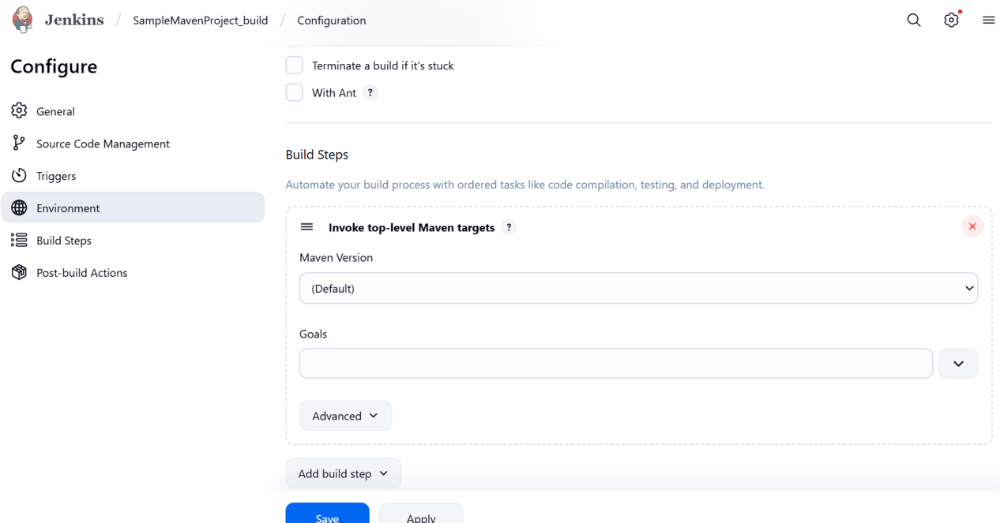 Jenkins / SampleMavenProject_build / Configuration
Configure
General
Source Code Management
Triggers
Environment
Build Steps
Post-build Actions
Terminate a build if it's stuck
With Ant ?
Build Steps
Automate your build process with ordered tasks like code compilation, testing, and deployment.
Invoke top-level Maven targets ?
Maven Version
(Default)
Goals
Advanced
Add build step
Save Apply